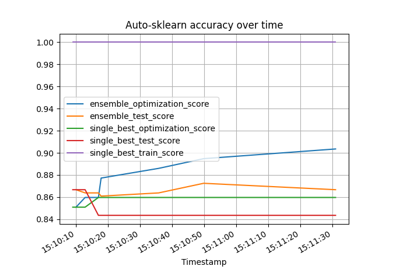 Auto-sklearn accuracy over time
1.00
0.98
0.96
0.94
0.92
0.90
0.88
0.86
0.84
ensemble_optimization_score
ensemble_test_score
single_best_optimization_score
single_best_test_score
single_best_train_score
15:10:10
15:10:20
15:10:30
15:10:40
15:10:50
15:11:00
15:11:10
15:11:20
15:11:30
Timestamp